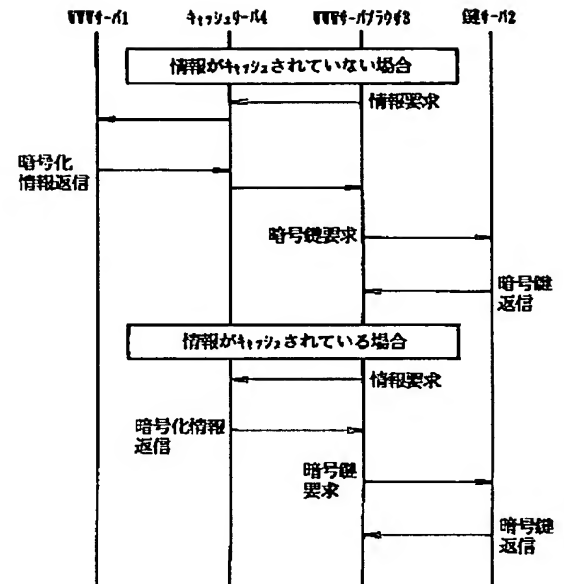 WWWサーバ1 キャッシュサーバ4 WWWサーバブラウザ3 鍵サーバ2
情報がキャッシュされていない場合
情報要求
暗号化
情報返信
暗号鍵要求
暗号鍵
返信
情報がキャッシュされている場合
情報要求
暗号化情報
返信
暗号鍵
要求
暗号鍵
返信